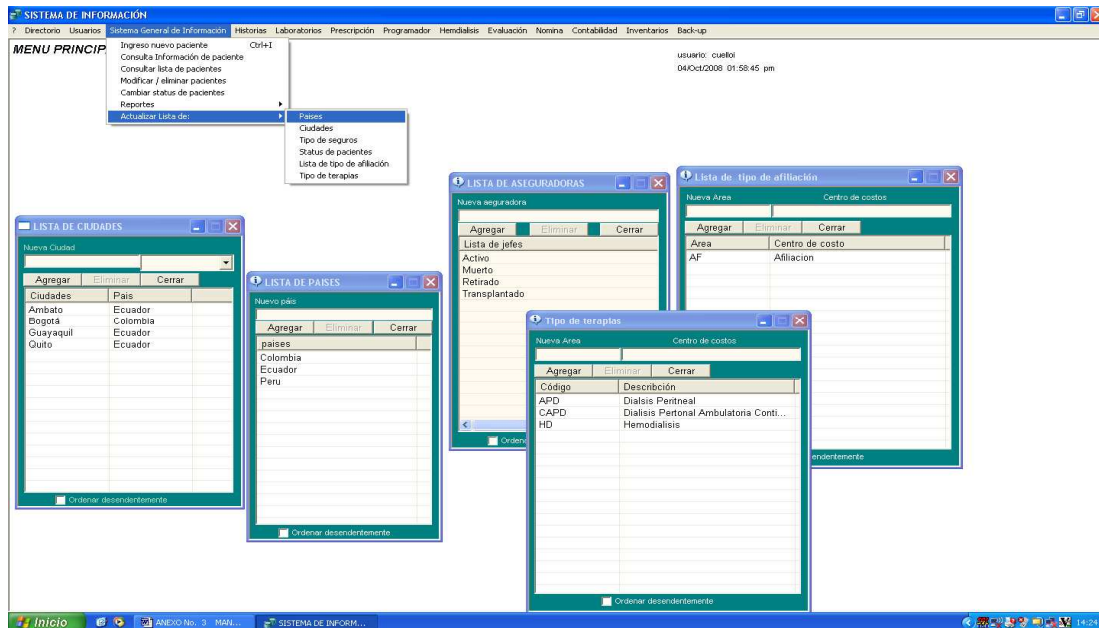 SISTEMA DE INFORMACIÓN
? Directorio Usuarios Sistema General de Información Historias Laboratorios Prescripción Programador Hemdialisis Evaluación Nomina Contabilidad Inventarios Back-up
MENU PRINCIP
usuario: cuelloi
04/Oct/2008 01:58:45 pm
Ingreso nuevo paciente Ctrl+I
Consulta Información de paciente
Consultar lista de pacientes
Modificar / eliminar pacientes
Cambiar status de pacientes
Reportes
Actualizar Lista de:
Paises
Ciudades
Tipo de seguros
Status de pacientes
Lista de tipo de afiliación
Tipo de terapias
LISTA DE CIUDADES
Nueva Ciudad
Agregar Eliminar Cerrar
Ciudades Pais
Ambato Ecuador
Bogotá Colombia
Guayaquil Ecuador
Quito Ecuador
Ordenar desendentemente
LISTA DE PAISES
Nuevo páis
Agregar Eliminar Cerrar
paises
Colombia
Ecuador
Peru
Ordenar desendentemente
LISTA DE ASEGURADORAS
Nueva aeguradora
Agregar Eliminar Cerrar
Lista de jefes
Activo
Muerto
Retirado
Transplantado
Orden
Lista de tipo de afiliación
Nueva Area Centro de costos
Agregar Eliminar Cerrar
Area Centro de costo
AF Afiliacion
endentemente
Tipo de terapias
Nueva Area Centro de costos
Agregar Eliminar Cerrar
Código Describción
APD Dialsis Peritneal
CAPD Dialisis Pertonal Ambulatoria Conti...
HD Hemodialisis
Ordenar desendentemente
Inicio
ANEXO No. 3 MAN...
SISTEMA DE INFORM...
14:24